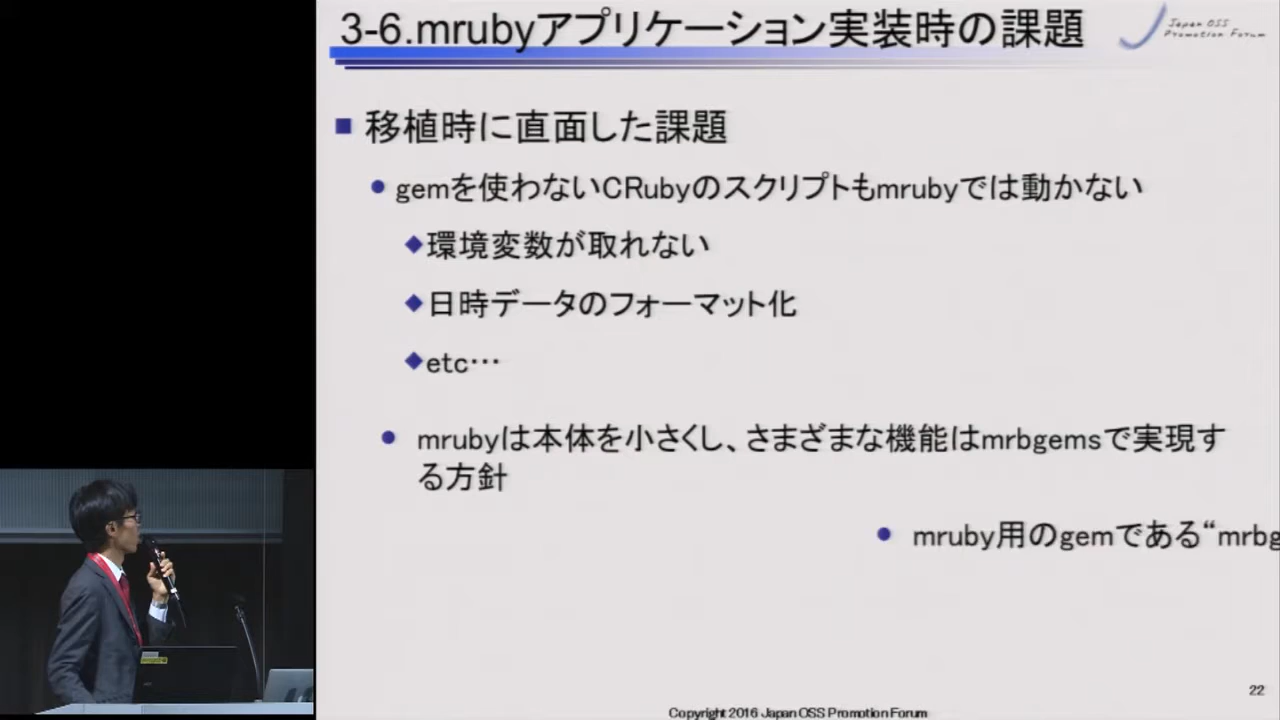 3-6.mrubyアプリケーション実装時の課題
Japan OSS
Promotion Forum
■ 移植時に直面した課題
● gemを使わないCRubyのスクリプトもmrubyでは動かない
◆環境変数が取れない
◆日時データのフォーマット化
◆etc…
● mrubyは本体を小さくし、さまざまな機能はmrbgemsで実現す
る方針
● mruby用のgemである“mrbg
22
Copyright 2016 Japan OSS Promotion Forum